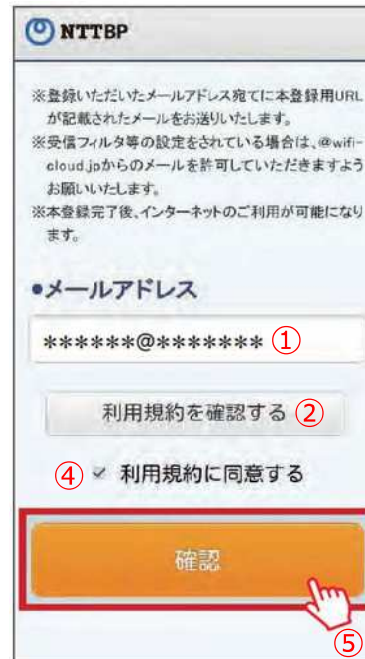 NTTBP
※登録いただいたメールアドレス宛てに本登録用URL
が記載されたメールをお送りいたします。
※受信フィルタ等の設定をされている場合は、@wifi-
cloud.jpからのメールを許可していただきますよう
お願いいたします。
※本登録完了後、インターネットのご利用が可能になり
ます。
●メールアドレス
******@******* ①
利用規約を確認する ②
④ 利用規約に同意する
確認
⑤